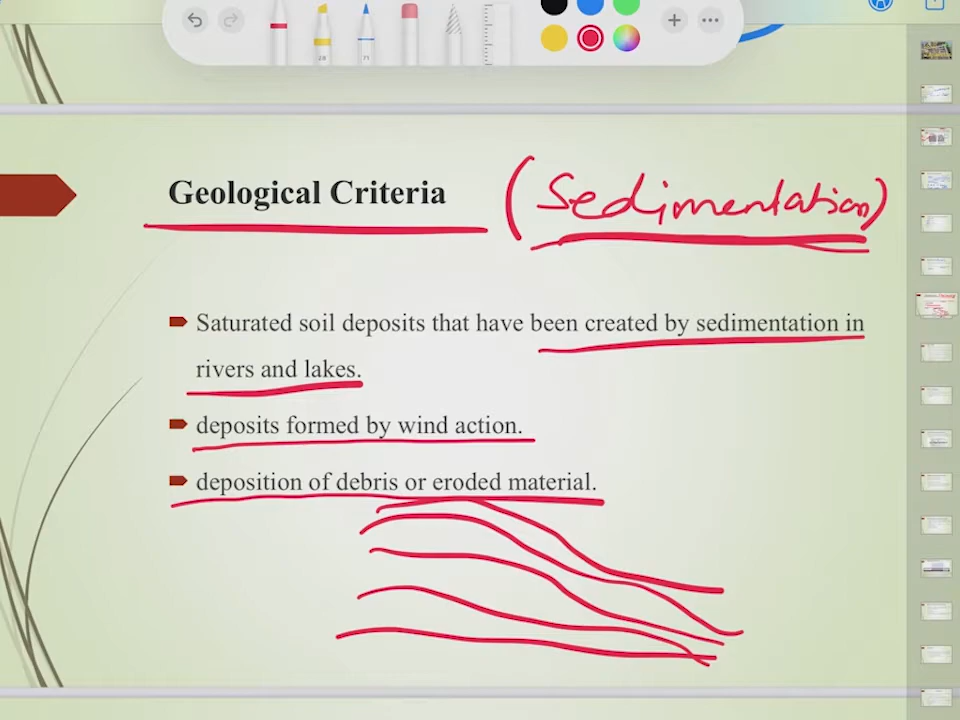 Geological Criteria (Sedimentation)
Saturated soil deposits that have been created by sedimentation in
rivers and lakes.
deposits formed by wind action.
deposition of debris or eroded material.